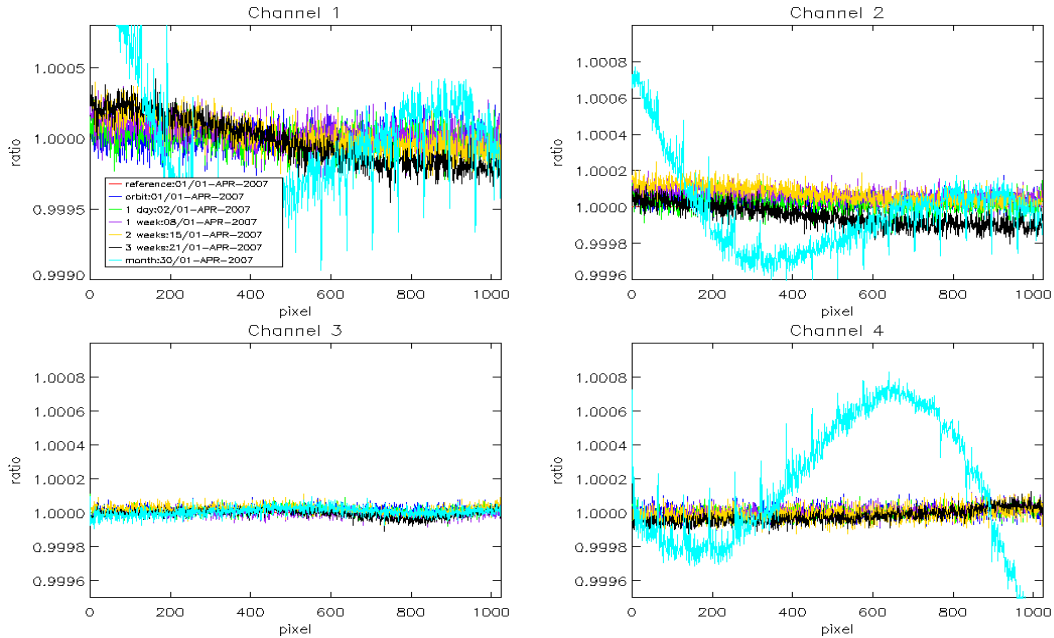 Channel 1
1.0005
1.0000
0.9995
0.9990
ratio
reference:01/01-APR-2007
orbit:01/01-APR-2007
1 day:02/01-APR-2007
1 week:08/01-APR-2007
2 weeks:15/01-APR-2007
3 weeks:21/01-APR-2007
month:30/01-APR-2007
0 200 400 600 800 1000
pixel
Channel 2
1.0008
1.0004
1.0002
1.0000
0.9998
0.9996
ratio
0 200 400 600 800 1000
pixel
Channel 3
1.0008
1.0006
1.0004
1.0002
1.0000
0.9998
0.9996
ratio
0 200 400 600 800 1000
pixel
Channel 4
1.0008
1.0006
1.0004
1.0002
1.0000
0.9998
0.9996
ratio
0 200 400 600 800 1000
pixel